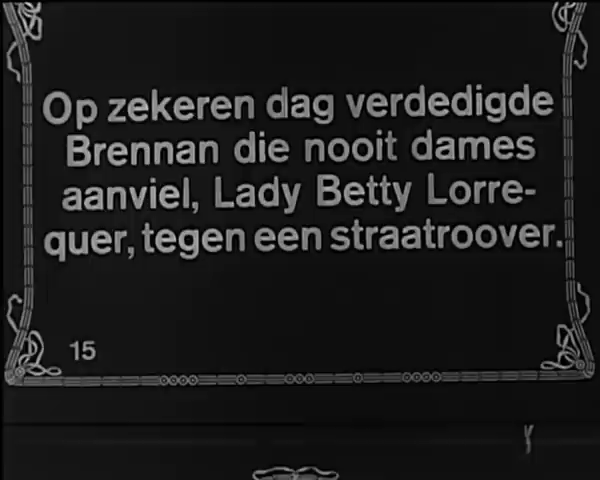 Op zekeren dag verdedigde
Brennan die nooit dames
aanviel, Lady Betty Lorre-
quer, tegen een straatroover.
15